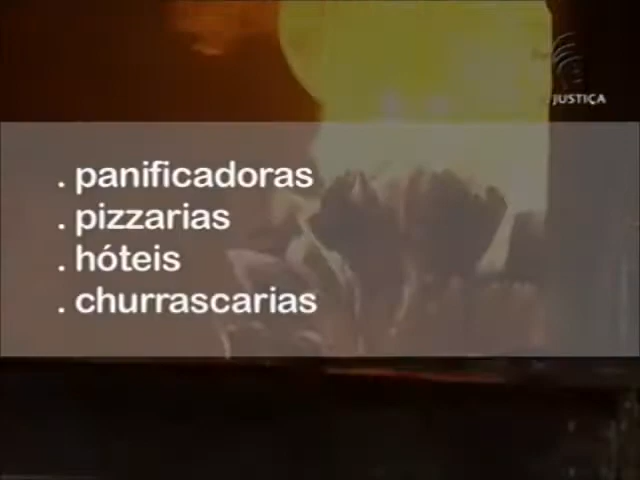 JUSTIÇA
. panificadoras
. pizzarias
. hóteis
. churrascarias